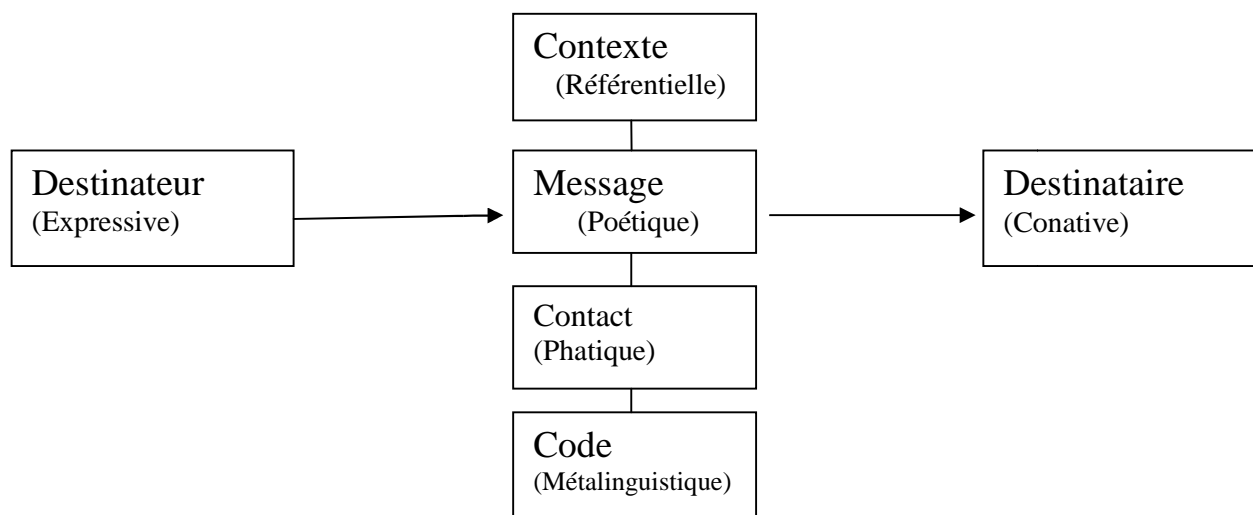 Contexte
(Référentielle)
Destinateur
(Expressive)
Message
(Poétique)
Destinataire
(Conative)
Contact
(Phatique)
Code
(Métalinguistique)